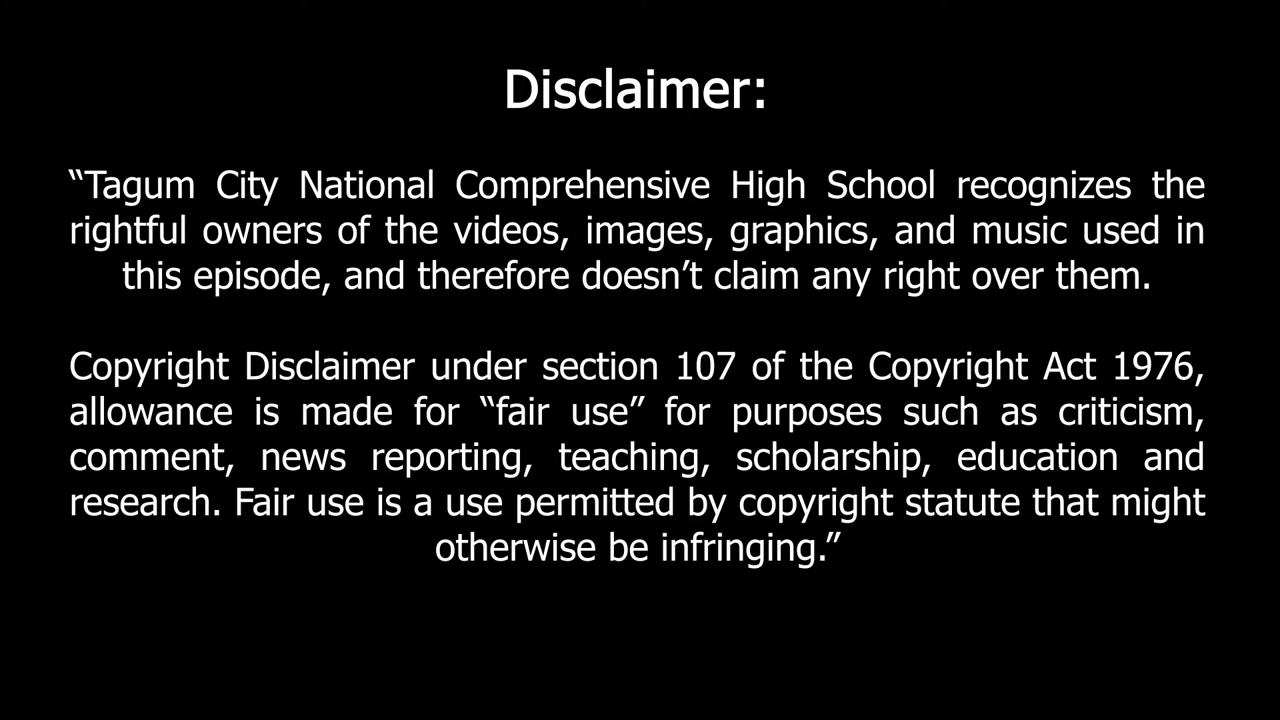 Disclaimer:
“Tagum City National Comprehensive High School recognizes the
rightful owners of the videos, images, graphics, and music used in
this episode, and therefore doesn’t claim any right over them.
Copyright Disclaimer under section 107 of the Copyright Act 1976,
allowance is made for “fair use” for purposes such as criticism,
comment, news reporting, teaching, scholarship, education and
research. Fair use is a use permitted by copyright statute that might
otherwise be infringing.”